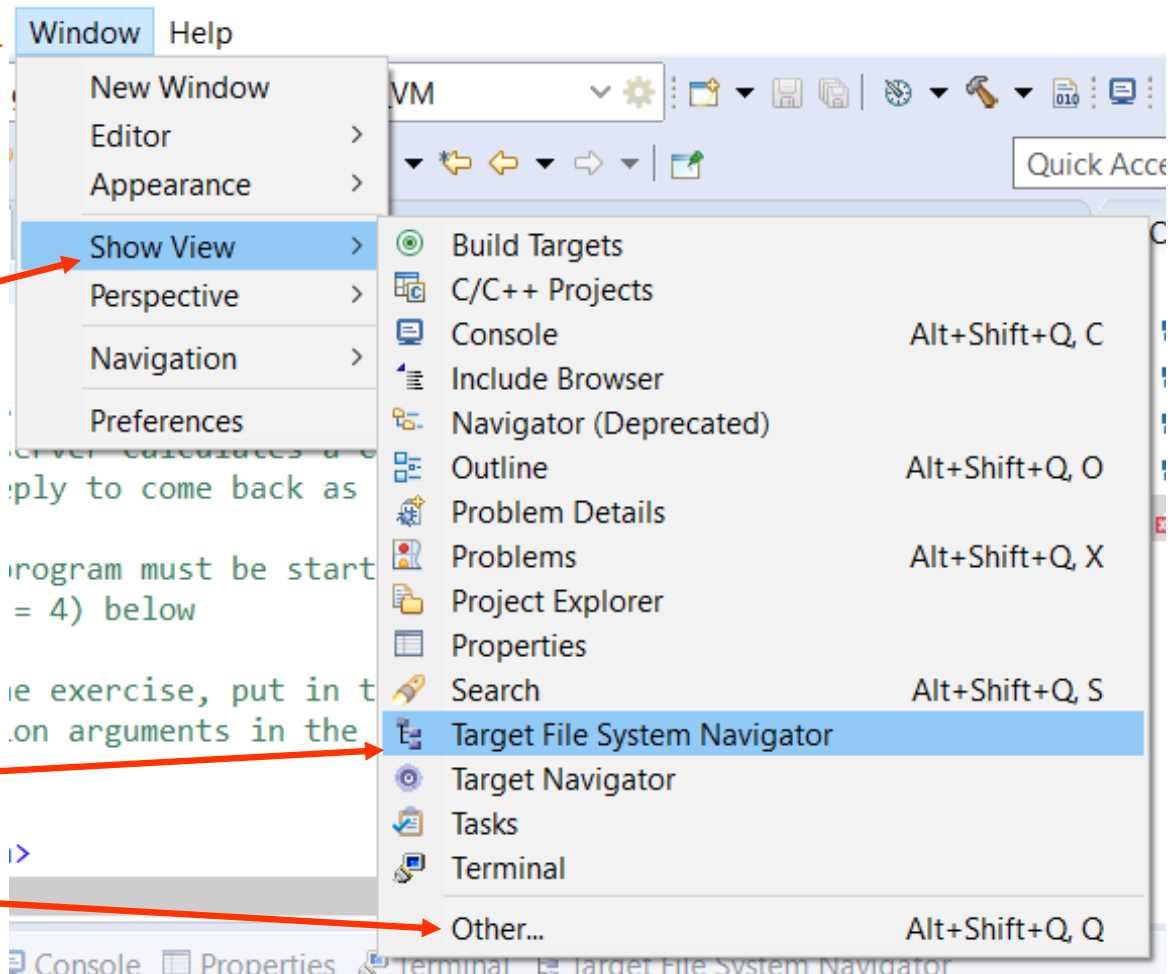 Window Help
New Window
VM
Editor
Appearance
Quick Acce
Show View
Build Targets
Perspective
C/C++ Projects
Console Alt+Shift+Q, C
Navigation
Include Browser
Preferences
Navigator (Deprecated)
server calculates a c
Outline Alt+Shift+Q, O
eply to come back as
Problem Details
program must be start
Problems Alt+Shift+Q, X
= 4) below
Project Explorer
Properties
e exercise, put in t
Search Alt+Shift+Q, S
on arguments in the
Target File System Navigator
Target Navigator
Tasks
>
Terminal
Other... Alt+Shift+Q, Q
Console Properties Terminal Target File System Navigator